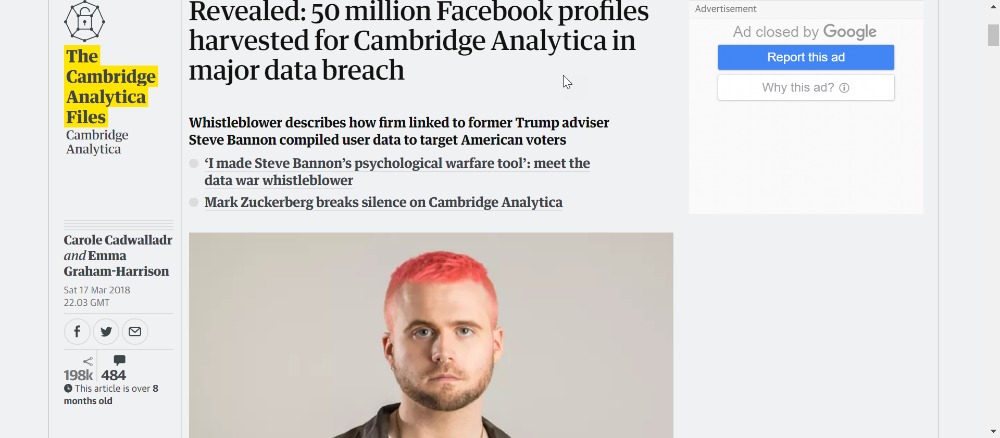 Revealed: 50 million Facebook profiles
harvested for Cambridge Analytica in
major data breach
The
Cambridge
Analytica
Files
Cambridge
Analytica
Whistleblower describes how firm linked to former Trump adviser
Steve Bannon compiled user data to target American voters
‘I made Steve Bannon’s psychological warfare tool’: meet the
data war whistleblower
Mark Zuckerberg breaks silence on Cambridge Analytica
Carole Cadwalladr
and Emma
Graham-Harrison
Sat 17 Mar 2018
22.03 GMT
198k 484
This article is over 8
months old
Advertisement
Ad closed by Google
Report this ad
Why this ad?